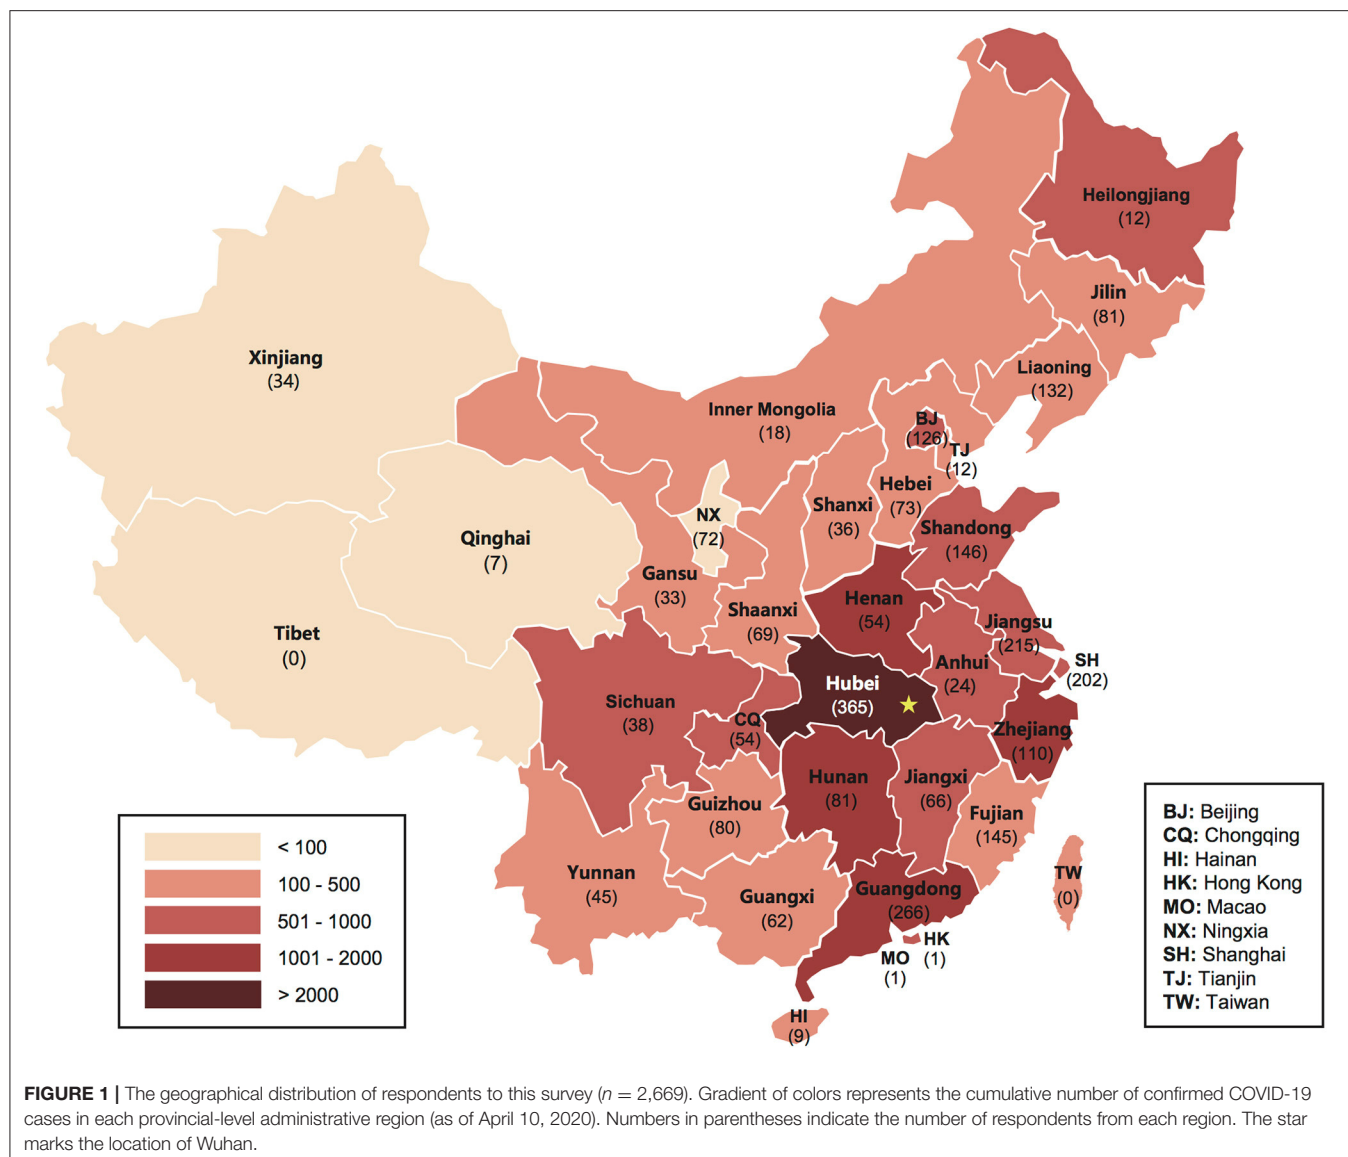 Heilongjiang
(12)
Jilin
(81)
Xinjiang
(34)
Liaoning
(132)
Inner Mongolia
(18)
BJ
(126)
TJ
(12)
Hebei
(73)
Shanxi
(36)
NX
(72)
Shandong
(146)
Qinghai
(7)
Gansu
(33)
Shaanxi
(69)
Henan
(54)
Jiangsu
(215)
Tibet
(0)
Anhui
(24)
SH
(202)
Hubei
(365)
Sichuan
(38)
CQ
(54)
Zhejiang
(110)
Hunan
(81)
Jiangxi
(66)
Guizhou
(80)
Fujian
(145)
Yunnan
(45)
Guangxi
(62)
Guangdong
(266)
TW
(0)
HK
(1)
MO
(1)
HI
(9)
< 100
100 - 500
501 - 1000
1001 - 2000
> 2000
BJ: Beijing
CQ: Chongqing
HI: Hainan
HK: Hong Kong
MO: Macao
NX: Ningxia
SH: Shanghai
TJ: Tianjin
TW: Taiwan
FIGURE 1 | The geographical distribution of respondents to this survey (n = 2,669). Gradient of colors represents the cumulative number of confirmed COVID-19
cases in each provincial-level administrative region (as of April 10, 2020). Numbers in parentheses indicate the number of respondents from each region. The star
marks the location of Wuhan.